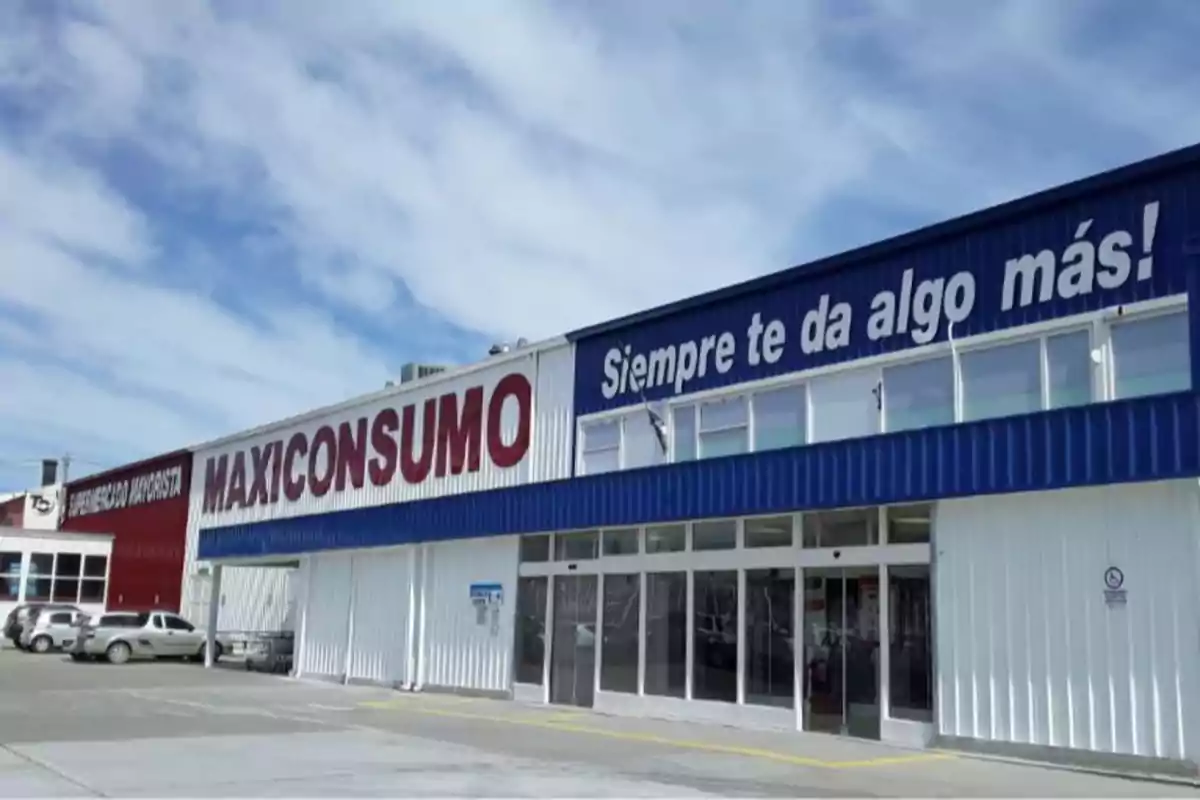 SUPERMERCADO MAYORISTA
MAXICONSUMO
Siempre te da algo más!